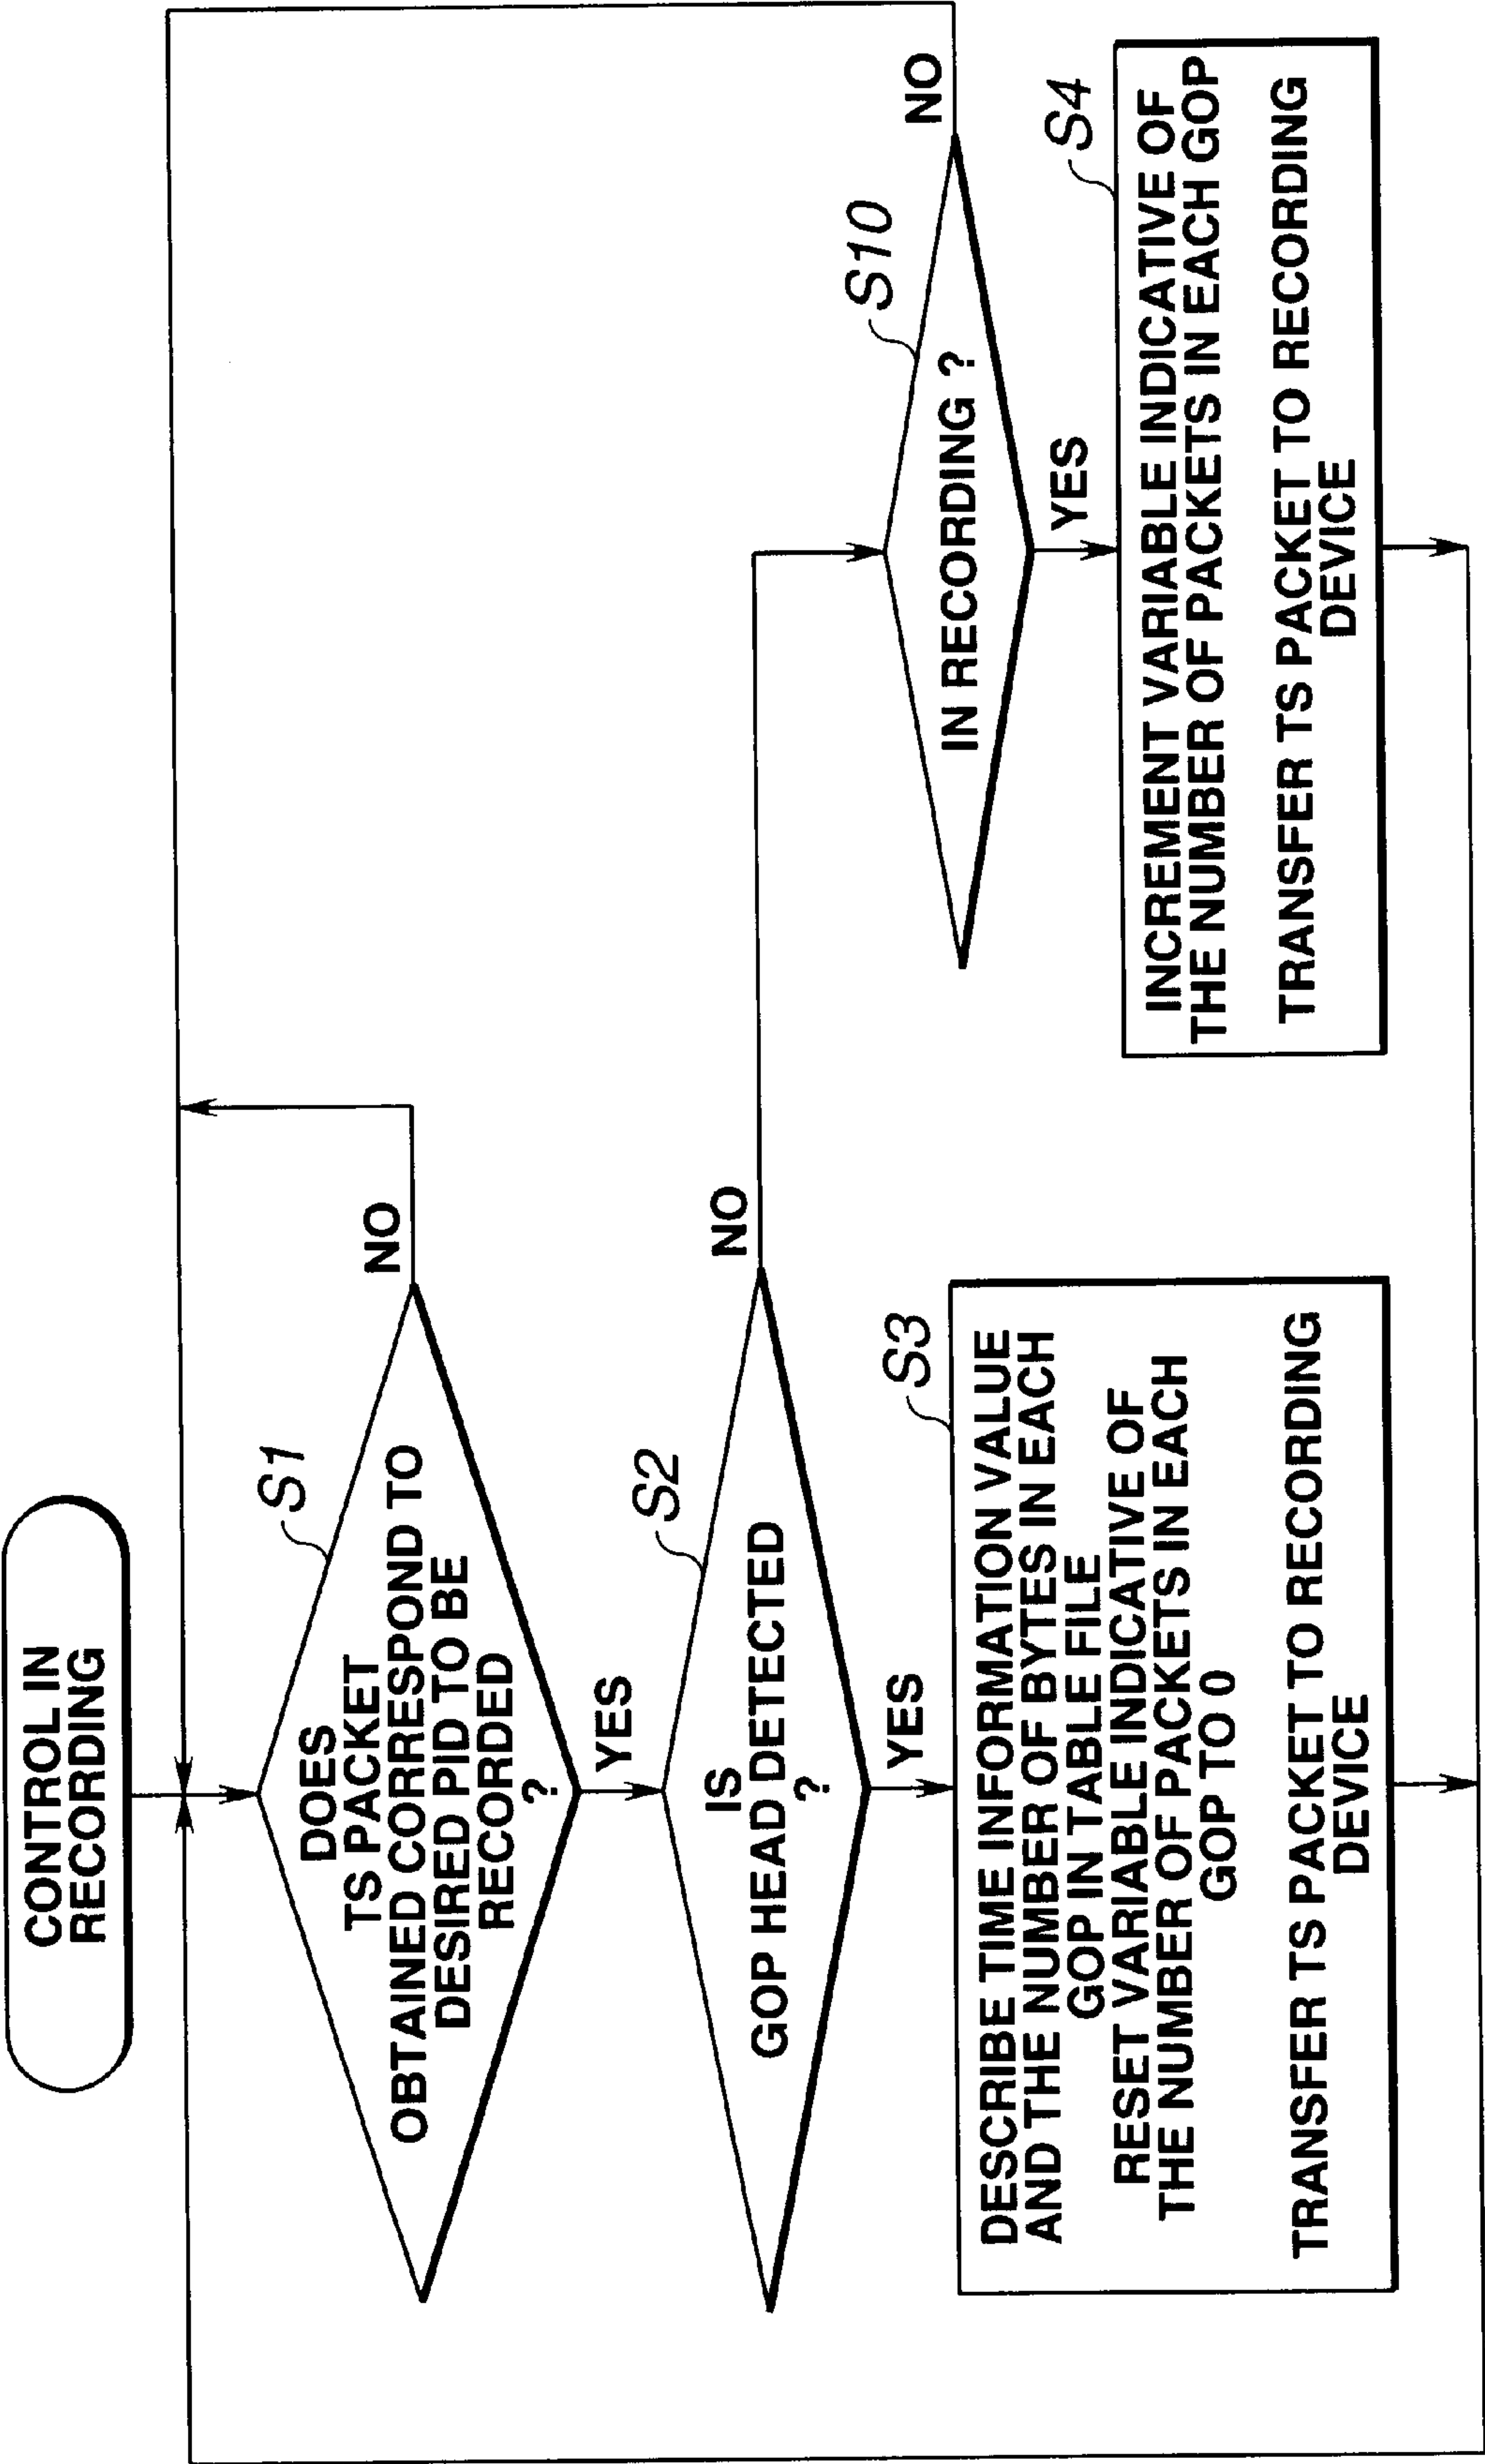 CONTROL IN
RECORDING
S1
DOES
TS PACKET
OBTAINED CORRESPOND TO
DESIRED PID TO BE
RECORDED
?
NO
YES
S2
IS
GOP HEAD DETECTED
?
NO
YES
S3
DESCRIBE TIME INFORMATION VALUE
AND THE NUMBER OF BYTES IN EACH
GOP IN TABLE FILE
RESET VARIABLE INDICATIVE OF
THE NUMBER OF PACKETS IN EACH
GOP TO 0
TRANSFER TS PACKET TO RECORDING
DEVICE
S10
IN RECORDING ?
NO
YES
S4
INCREMENT VARIABLE INDICATIVE OF
THE NUMBER OF PACKETS IN EACH GOP
TRANSFER TS PACKET TO RECORDING
DEVICE